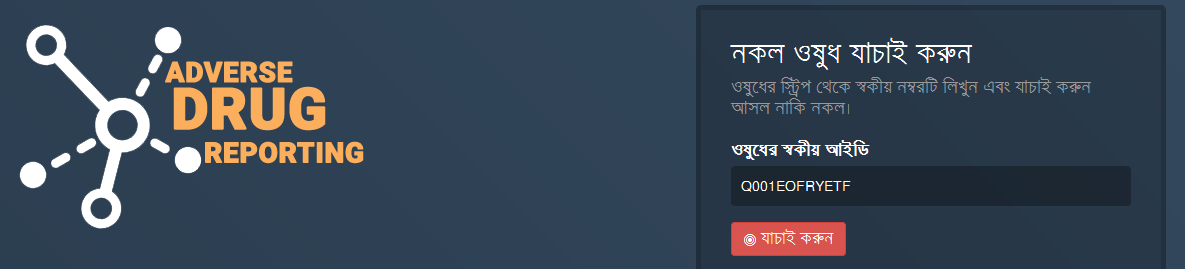 ADVERSE
DRUG
REPORTING
নকল ওষুধ যাচাই করুন
ওষুধের স্ট্রিপ থেকে স্বকীয় নম্বরটি লিখুন এবং যাচাই করুন
আসল নাকি নকল।
ওষুধের স্বকীয় আইডি
Q001EOFRYETF
যাচাই করুন